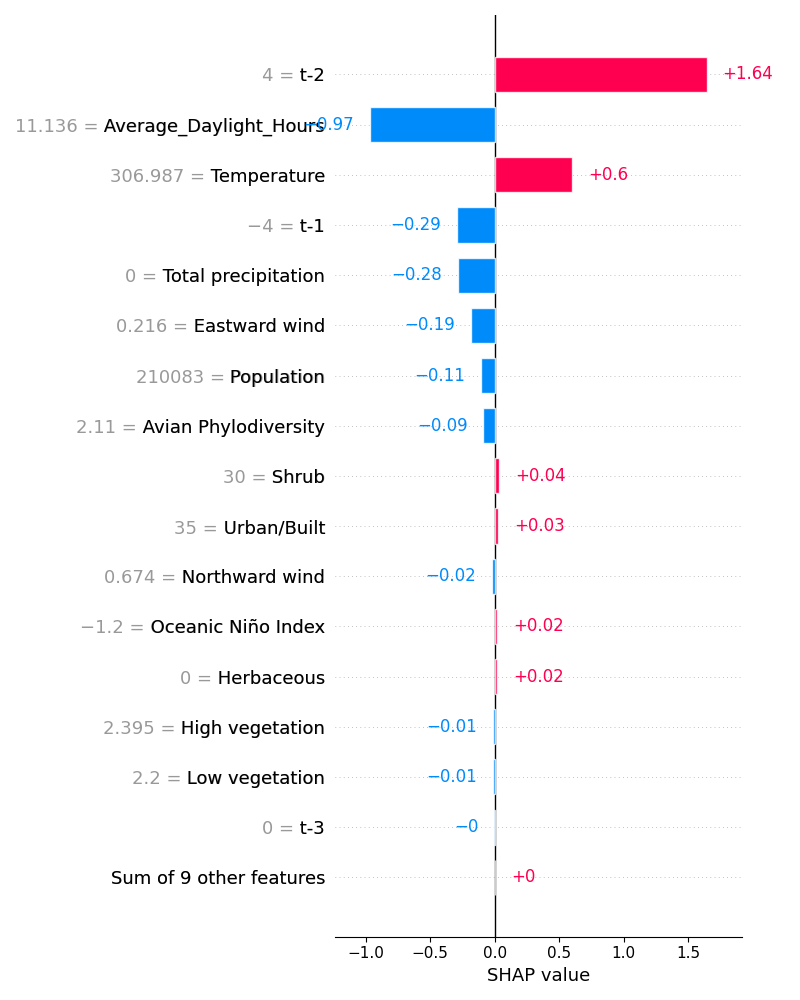 4 = t-2 +1.64
11.136 = Average_Daylight_Hours −0.97
306.987 = Temperature +0.6
−4 = t-1 −0.29
0 = Total precipitation −0.28
0.216 = Eastward wind −0.19
210083 = Population −0.11
2.11 = Avian Phylodiversity −0.09
30 = Shrub +0.04
35 = Urban/Built +0.03
0.674 = Northward wind −0.02
−1.2 = Oceanic Niño Index +0.02
0 = Herbaceous +0.02
2.395 = High vegetation −0.01
2.2 = Low vegetation −0.01
0 = t-3 −0
Sum of 9 other features +0
−1.0 −0.5 0.0 0.5 1.0 1.5
SHAP value